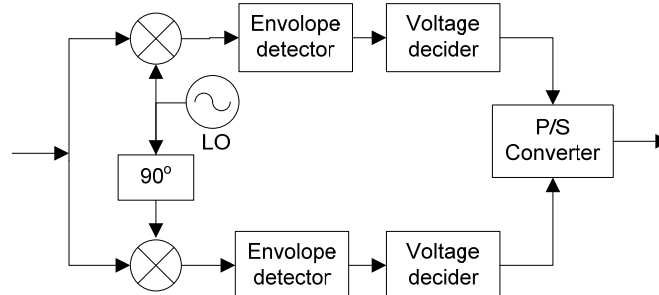 Envolope
detector
Voltage
decider
LO
P/S
Converter
90°
Envolope
detector
Voltage
decider